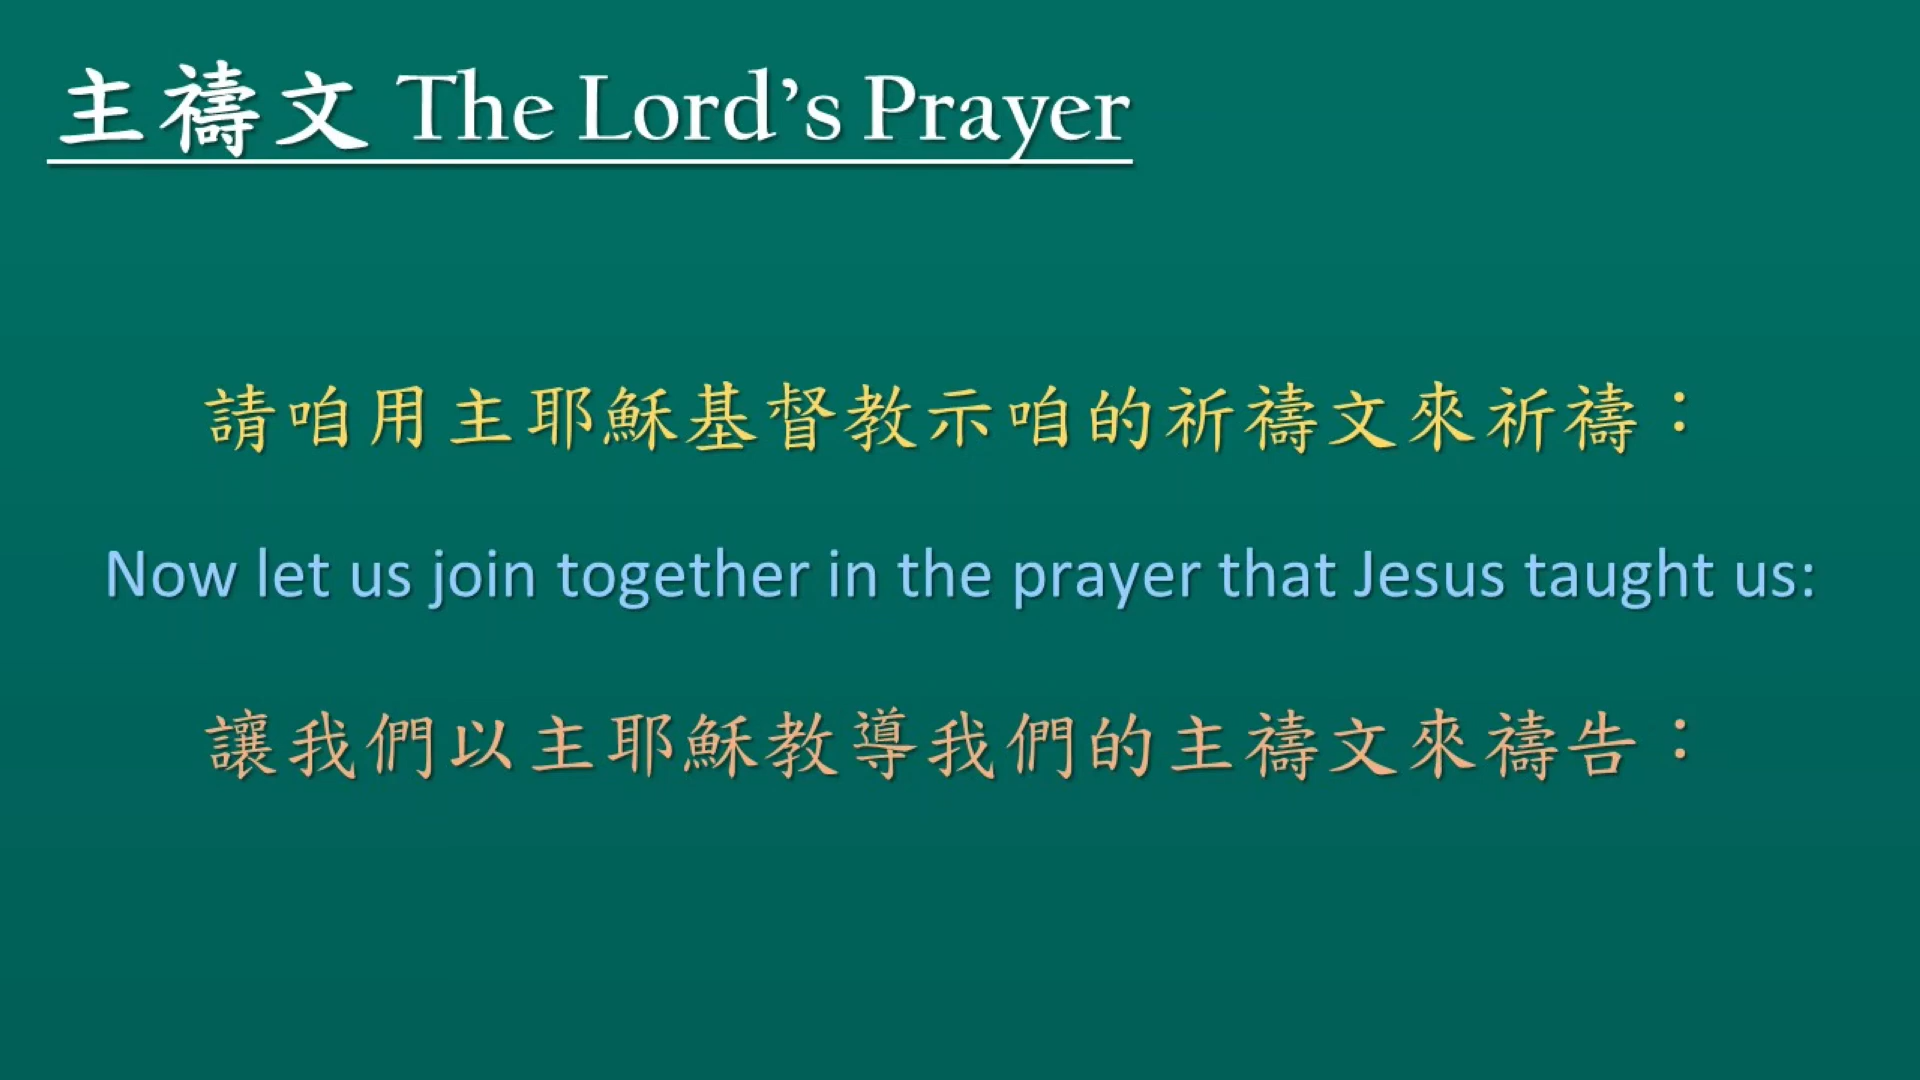 主禱文 The Lord’s Prayer
請咱用主耶穌基督教示咱的祈禱文來祈禱：
Now let us join together in the prayer that Jesus taught us:
讓我們以主耶穌教導我們的主禱文來禱告：